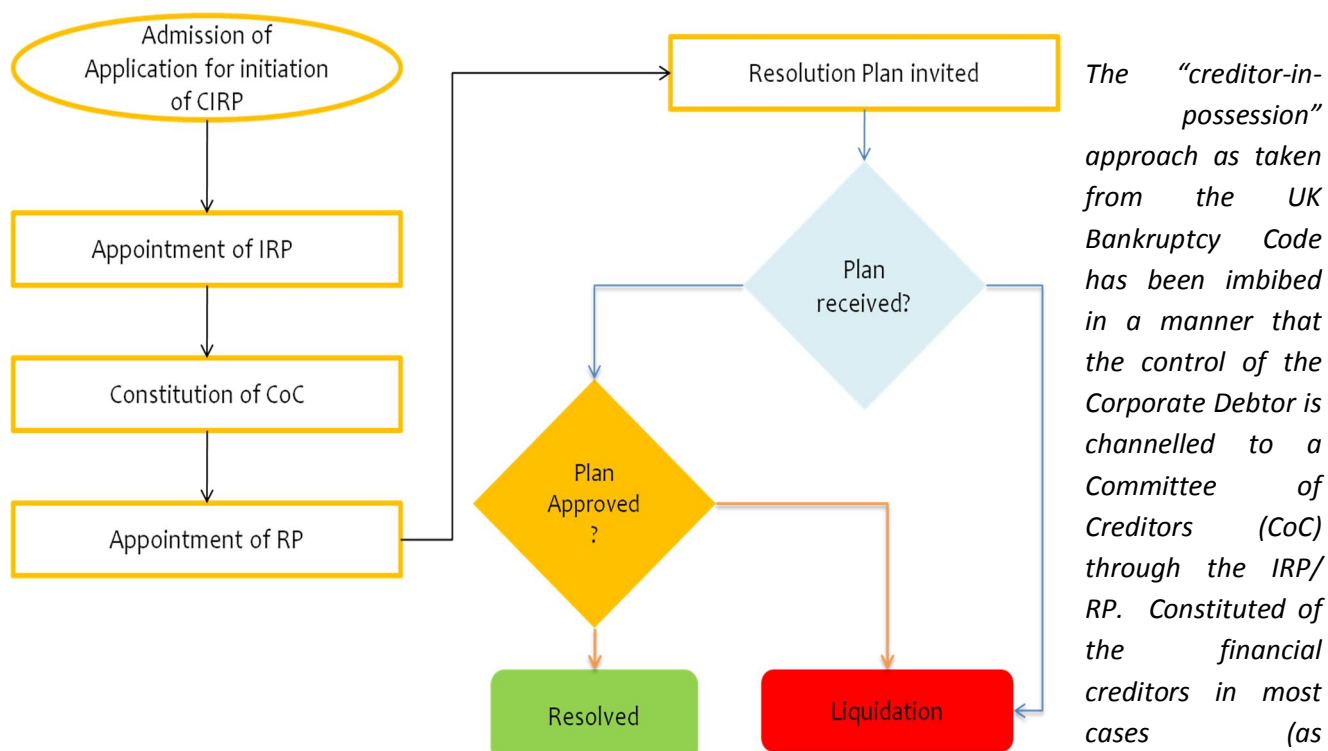 Admission of
Application for initiation
of CIRP
Appointment of IRP
Constitution of CoC
Appointment of RP
Resolution Plan invited
Plan
received?
Plan
Approved
?
Resolved
Liquidation
The “creditor-in-
possession”
approach as taken
from the UK
Bankruptcy Code
has been imbibed
in a manner that
the control of the
Corporate Debtor is
channelled to a
Committee of
Creditors (CoC)
through the IRP/
RP. Constituted of
the financial
creditors in most
cases (as